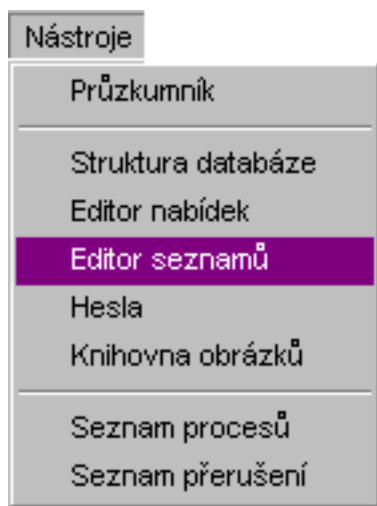 Nástroje
Průzkumník
Struktura databáze
Editor nabídek
Editor seznamů
Hesla
Knihovna obrázků
Seznam procesů
Seznam přerušení